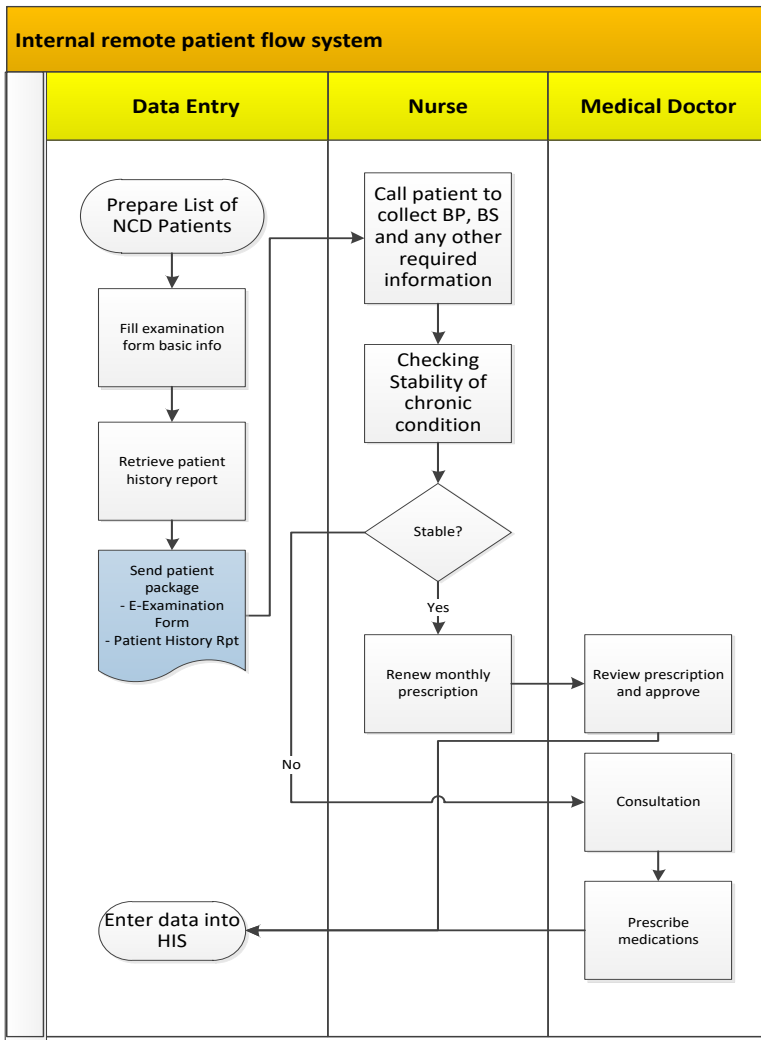 Internal remote patient flow system
Data Entry
Nurse
Medical Doctor
Prepare List of
NCD Patients
Fill examination
form basic info
Retrieve patient
history report
Send patient
package
- E-Examination
Form
- Patient History Rpt
Call patient to
collect BP, BS
and any other
required
information
Checking
Stability of
chronic
condition
Stable?
Yes
Renew monthly
prescription
Review prescription
and approve
No
Consultation
Prescribe
medications
Enter data into
HIS